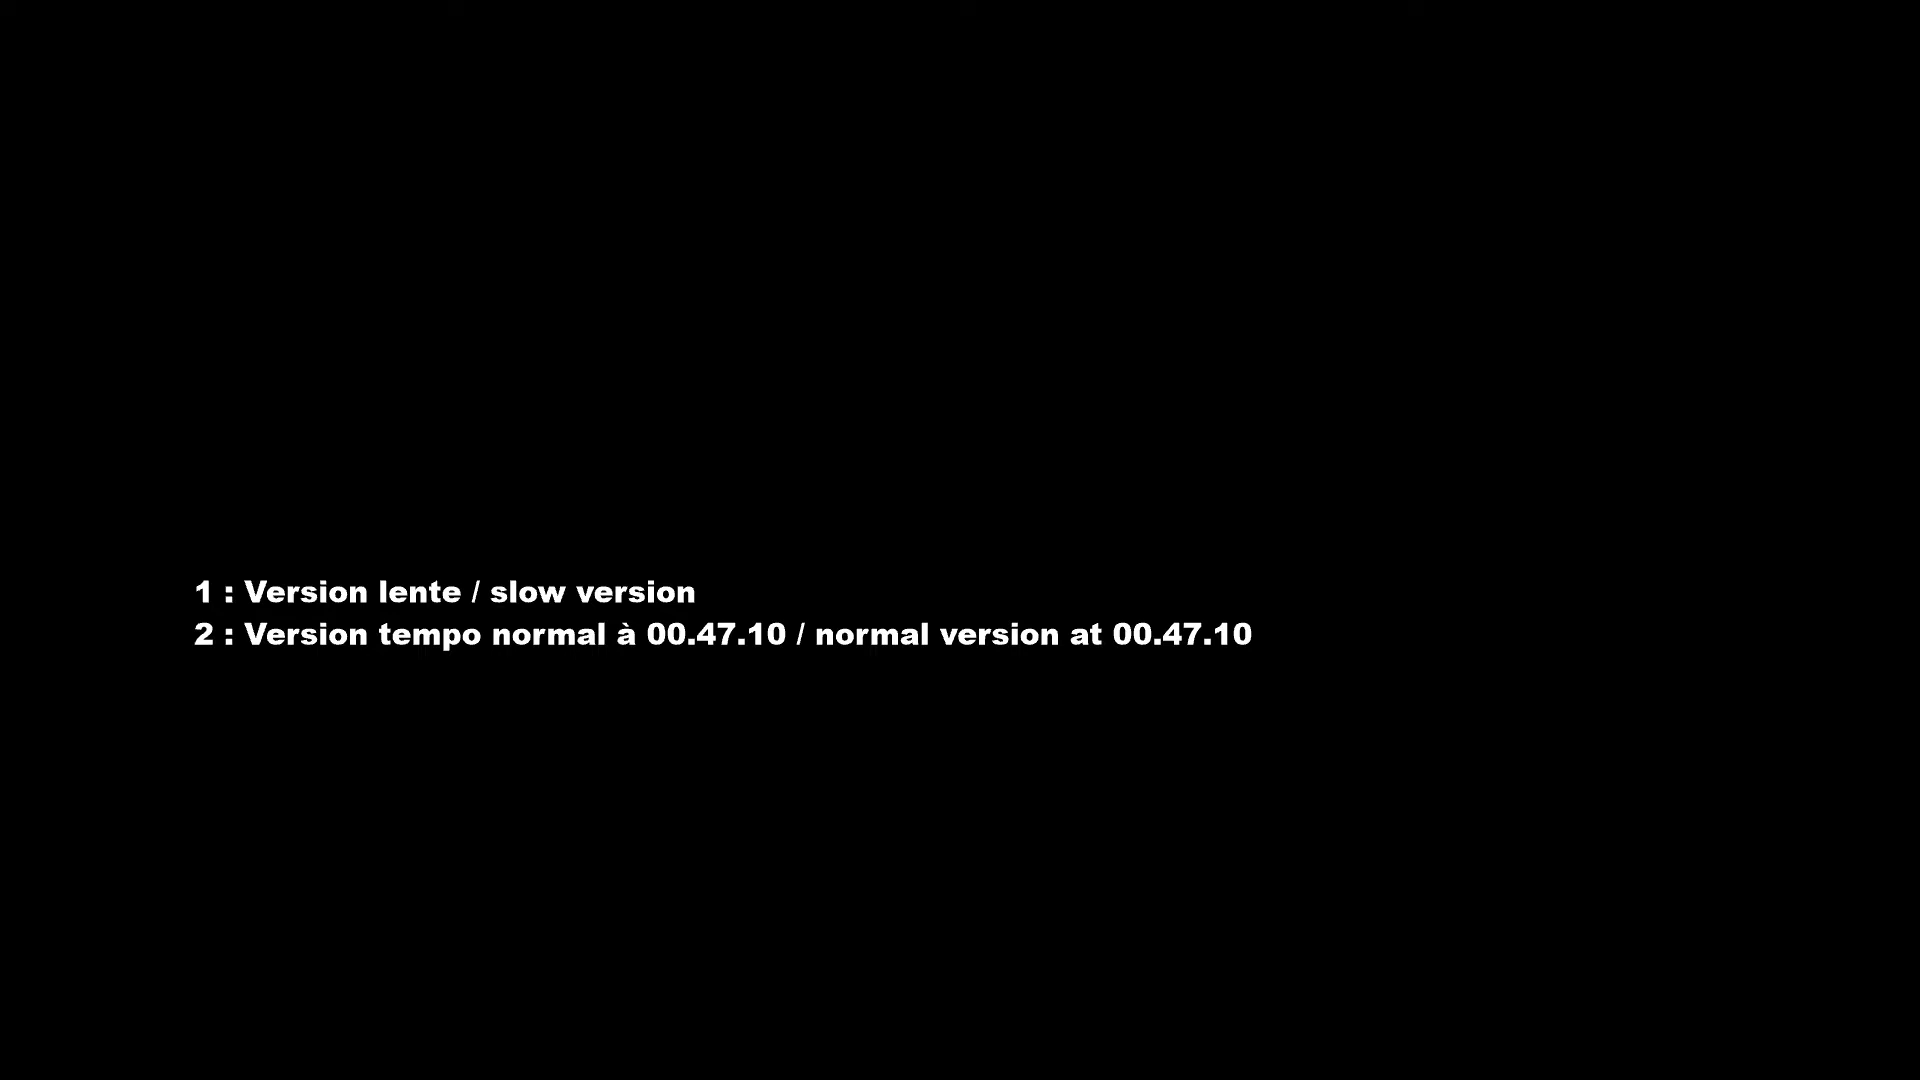 1 : Version lente / slow version
2 : Version tempo normal à 00.47.10 / normal version at 00.47.10